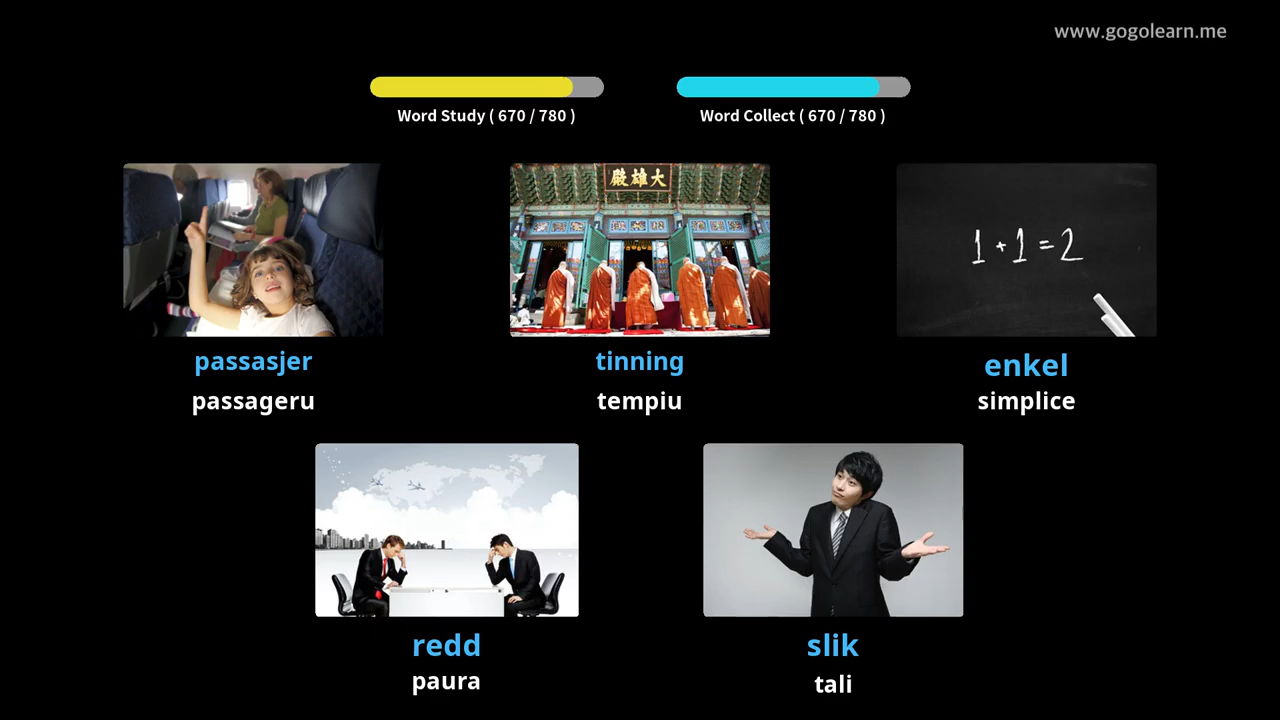 www.gogolearn.me
Word Study ( 670 / 780 )
Word Collect ( 670 / 780 )
大雄殿
1 + 1 = 2
passasjer
passageru
tinning
tempiu
enkel
simplice
redd
paura
slik
tali